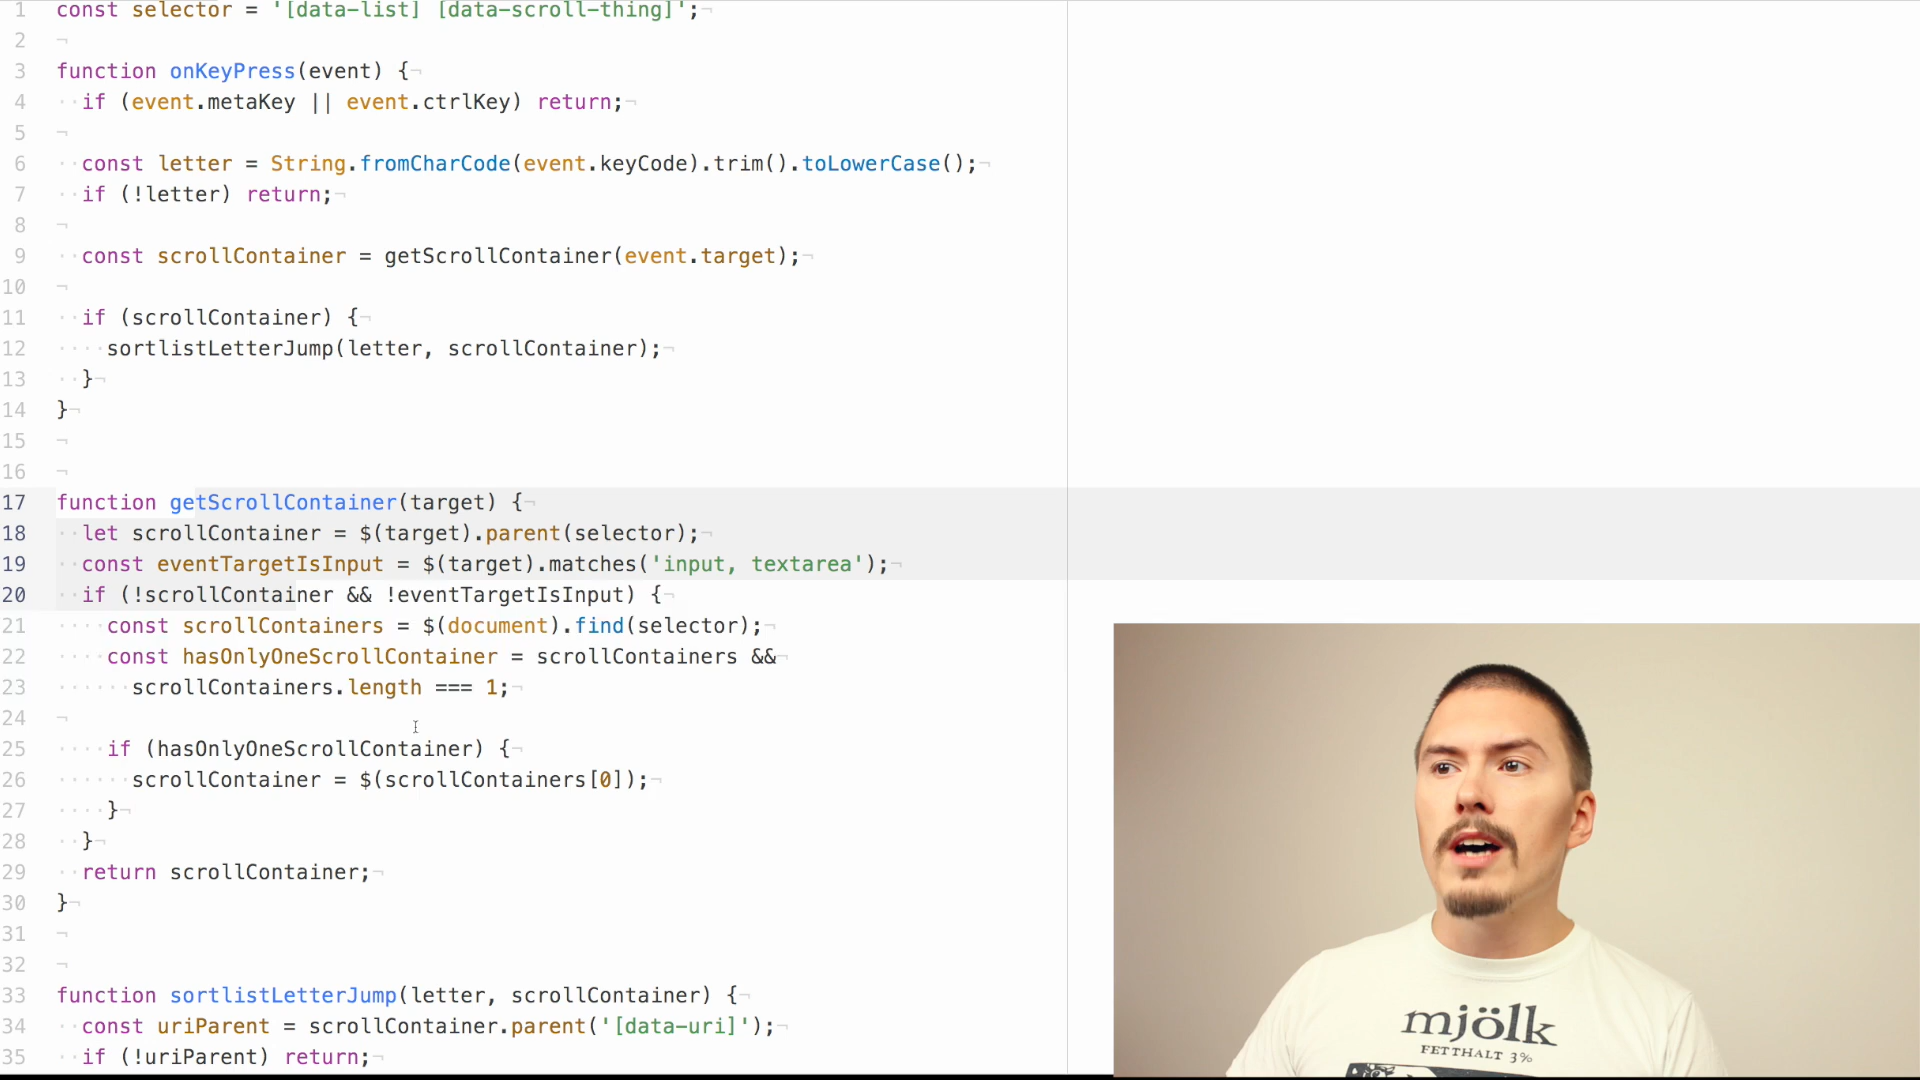 1 const selector = '[data-list] [data-scroll-thing]';¬
2 ¬
3 function onKeyPress(event) {¬
4 ··if (event.metaKey || event.ctrlKey) return;¬
5 ¬
6 ··const letter = String.fromCharCode(event.keyCode).trim().toLowerCase();¬
7 ··if (!letter) return;¬
8 ¬
9 ··const scrollContainer = getScrollContainer(event.target);¬
10 ¬
11 ··if (scrollContainer) {¬
12 ····sortlistLetterJump(letter, scrollContainer);¬
13 ··}¬
14 }¬
15 ¬
16 ¬
17 function getScrollContainer(target) {¬
18 ··let scrollContainer = $(target).parent(selector);¬
19 ··const eventTargetIsInput = $(target).matches('input, textarea');¬
20 ··if (!scrollContainer && !eventTargetIsInput) {¬
21 ····const scrollContainers = $(document).find(selector);¬
22 ····const hasOnlyOneScrollContainer = scrollContainers &&¬
23 ······scrollContainers.length === 1;¬
24 ¬
25 ····if (hasOnlyOneScrollContainer) {¬
26 ······scrollContainer = $(scrollContainers[0]);¬
27 ····}¬
28 ··}¬
29 ··return scrollContainer;¬
30 }¬
31 ¬
32 ¬
33 function sortlistLetterJump(letter, scrollContainer) {¬
34 ··const uriParent = scrollContainer.parent('[data-uri]');¬
35 ··if (!uriParent) return;¬
mjölk
FETTHALT 3%